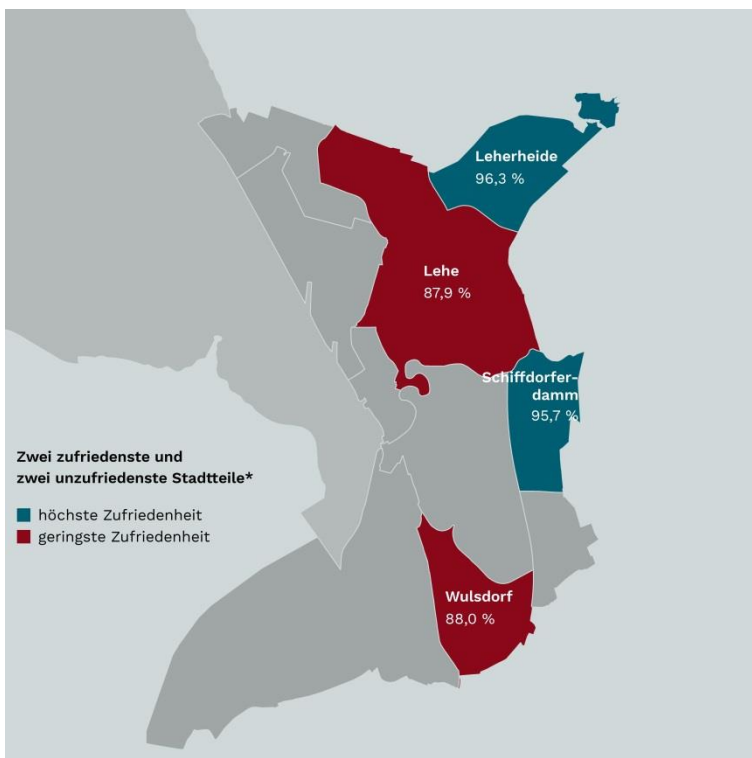 Leherheide
96,3 %
Lehe
87,9 %
Schiffdorfer-
damm
95,7 %
Zwei zufriedenste und
zwei unzufriedenste Stadtteile*
höchste Zufriedenheit
geringste Zufriedenheit
Wulsdorf
88,0 %